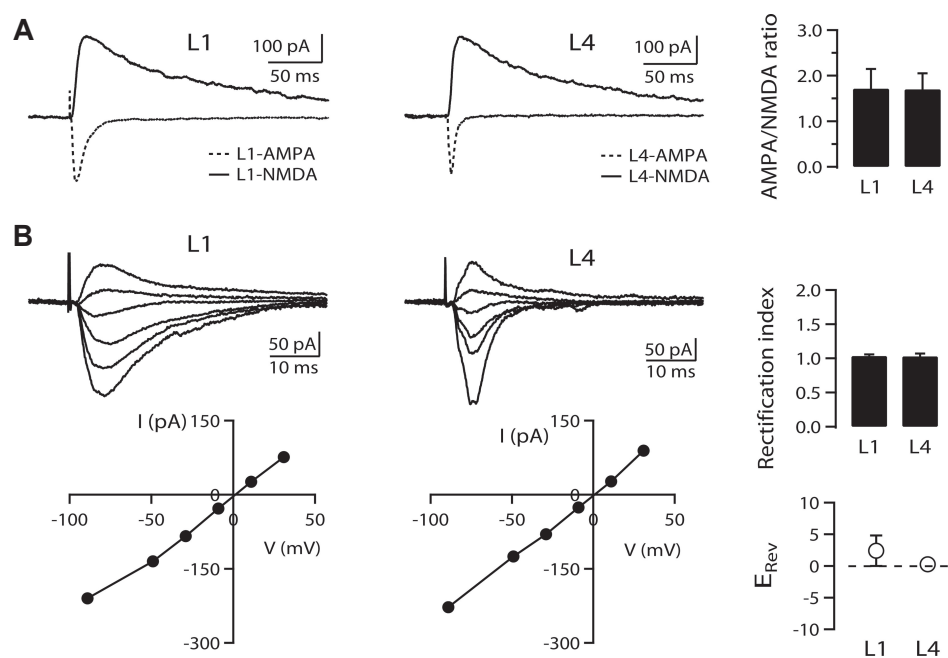 A
L1
100 pA
50 ms
L1-AMPA
L1-NMDA
L4
100 pA
50 ms
L4-AMPA
L4-NMDA
AMPA/NMDA ratio
3.0
2.0
1.0
0.0
L1 L4
B
L1
50 pA
10 ms
L4
50 pA
10 ms
Rectification index
2.0
1.5
1.0
0.5
0.0
L1 L4
I (pA) 150
0
-100 -50 0 50
V (mV)
-150
-300
I (pA) 150
0
-100 -50 0 50
V (mV)
-150
-300
ERev
10
5
0
-5
-10
L1 L4